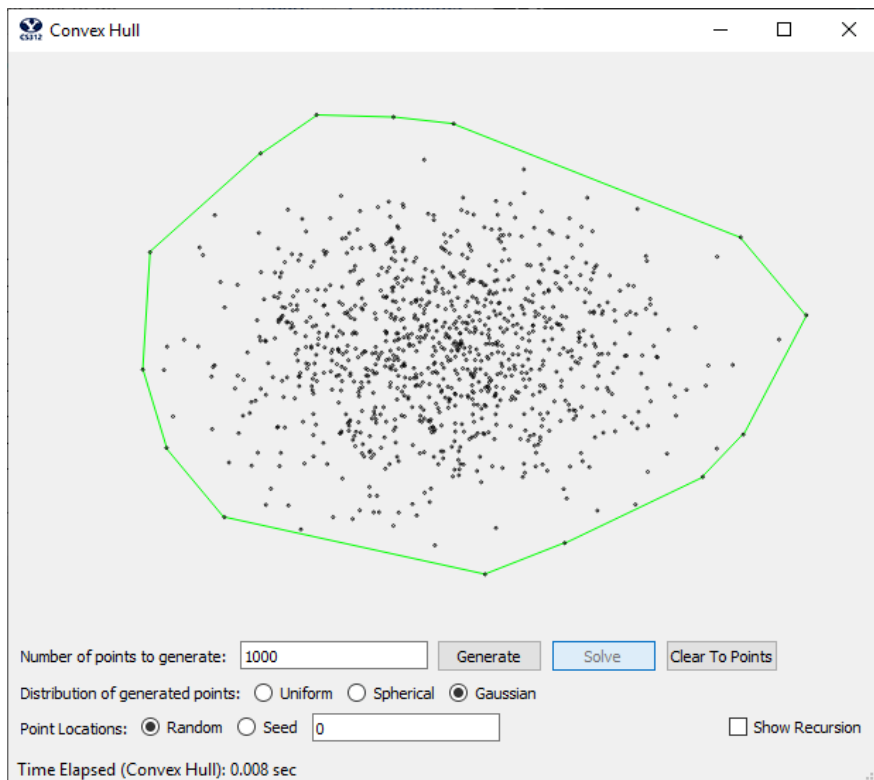 CS312 Convex Hull
Number of points to generate: 1000 Generate Solve Clear To Points
Distribution of generated points: Uniform Spherical Gaussian
Point Locations: Random Seed 0 Show Recursion
Time Elapsed (Convex Hull): 0.008 sec